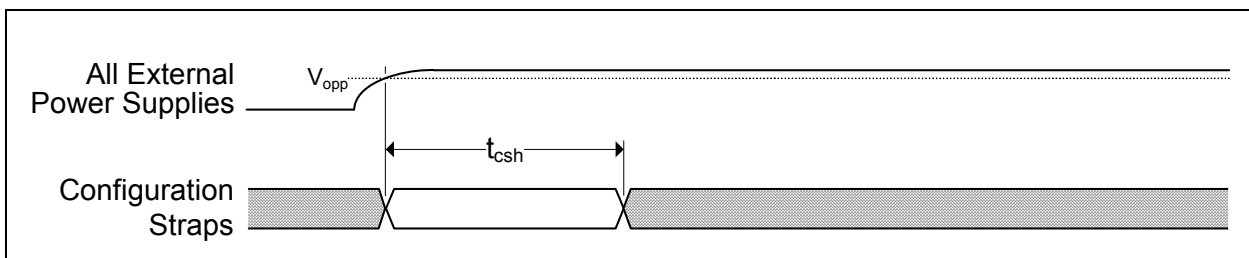 All External
Power Supplies
Vopp
tcsh
Configuration
Straps